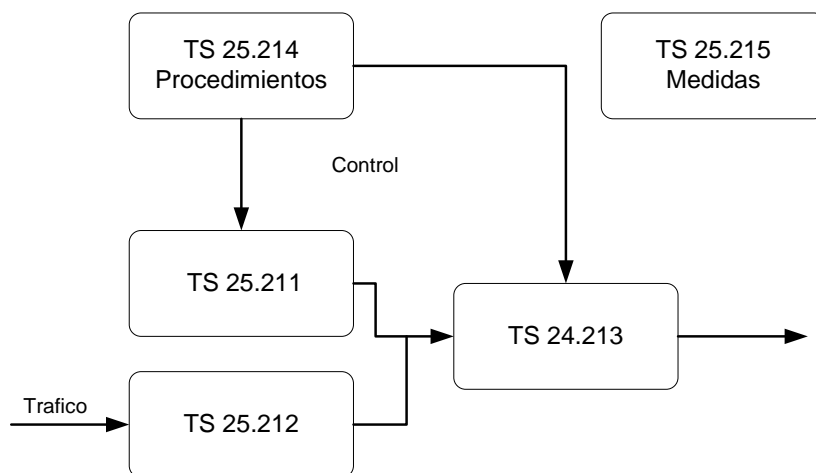 TS 25.214
Procedimientos
TS 25.215
Medidas
Control
TS 25.211
TS 24.213
Trafico
TS 25.212